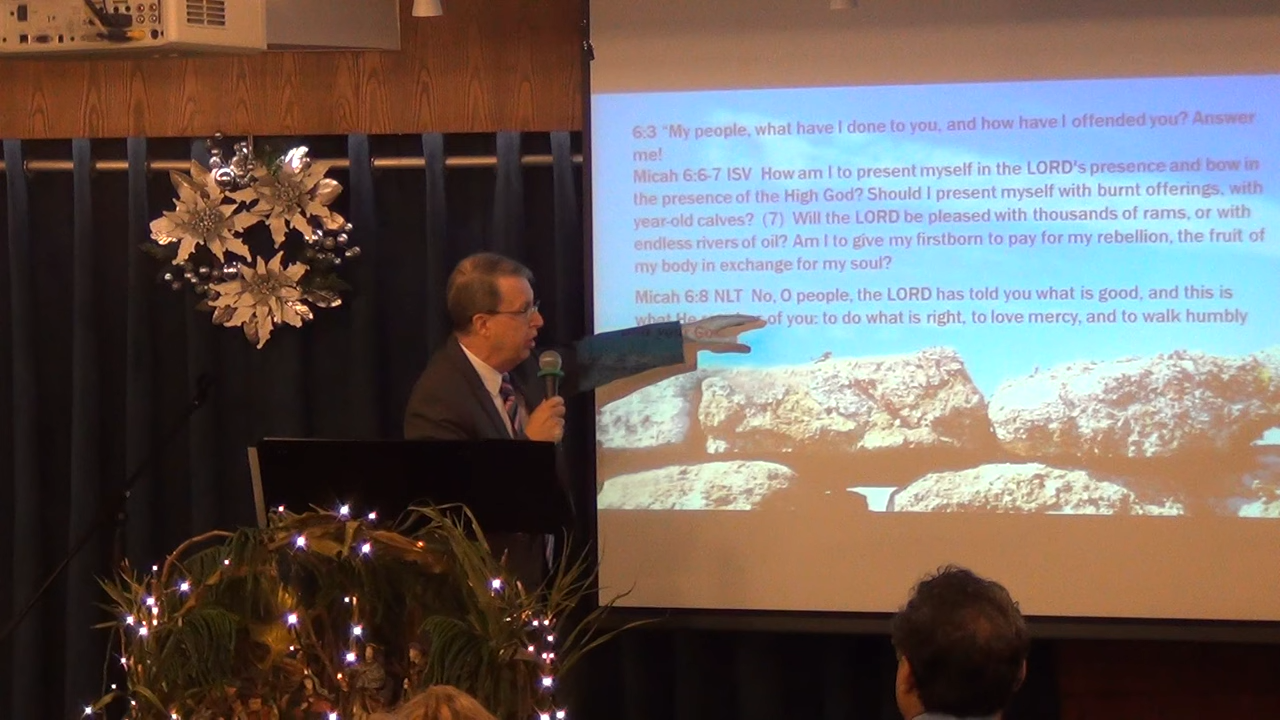 6:3 “My people, what have I done to you, and how have I offended you? Answer
me!
Micah 6:6-7 ISV How am I to present myself in the LORD's presence and bow in
the presence of the High God? Should I present myself with burnt offerings, with
year-old calves? (7) Will the LORD be pleased with thousands of rams, or with
endless rivers of oil? Am I to give my firstborn to pay for my rebellion, the fruit of
my body in exchange for my soul?
Micah 6:8 NLT No, O people, the LORD has told you what is good, and this is
what He of you: to do what is right, to love mercy, and to walk humbly